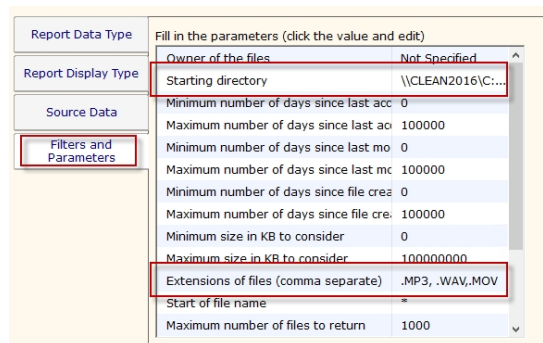 Report Data Type
Report Display Type
Source Data
Filters and
Parameters
Fill in the parameters (click the value and edit)
Owner of the files Not Specified
Starting directory \\CLEAN2016\C:...
Minimum number of days since last acc 0
Maximum number of days since last acc 100000
Minimum number of days since last mo 0
Maximum number of days since last mo 100000
Minimum number of days since file crea 0
Maximum number of days since file crea 100000
Minimum size in KB to consider 0
Maximum size in KB to consider 100000000
Extensions of files (comma separate) .MP3, .WAV,.MOV
Start of file name *
Maximum number of files to return 1000